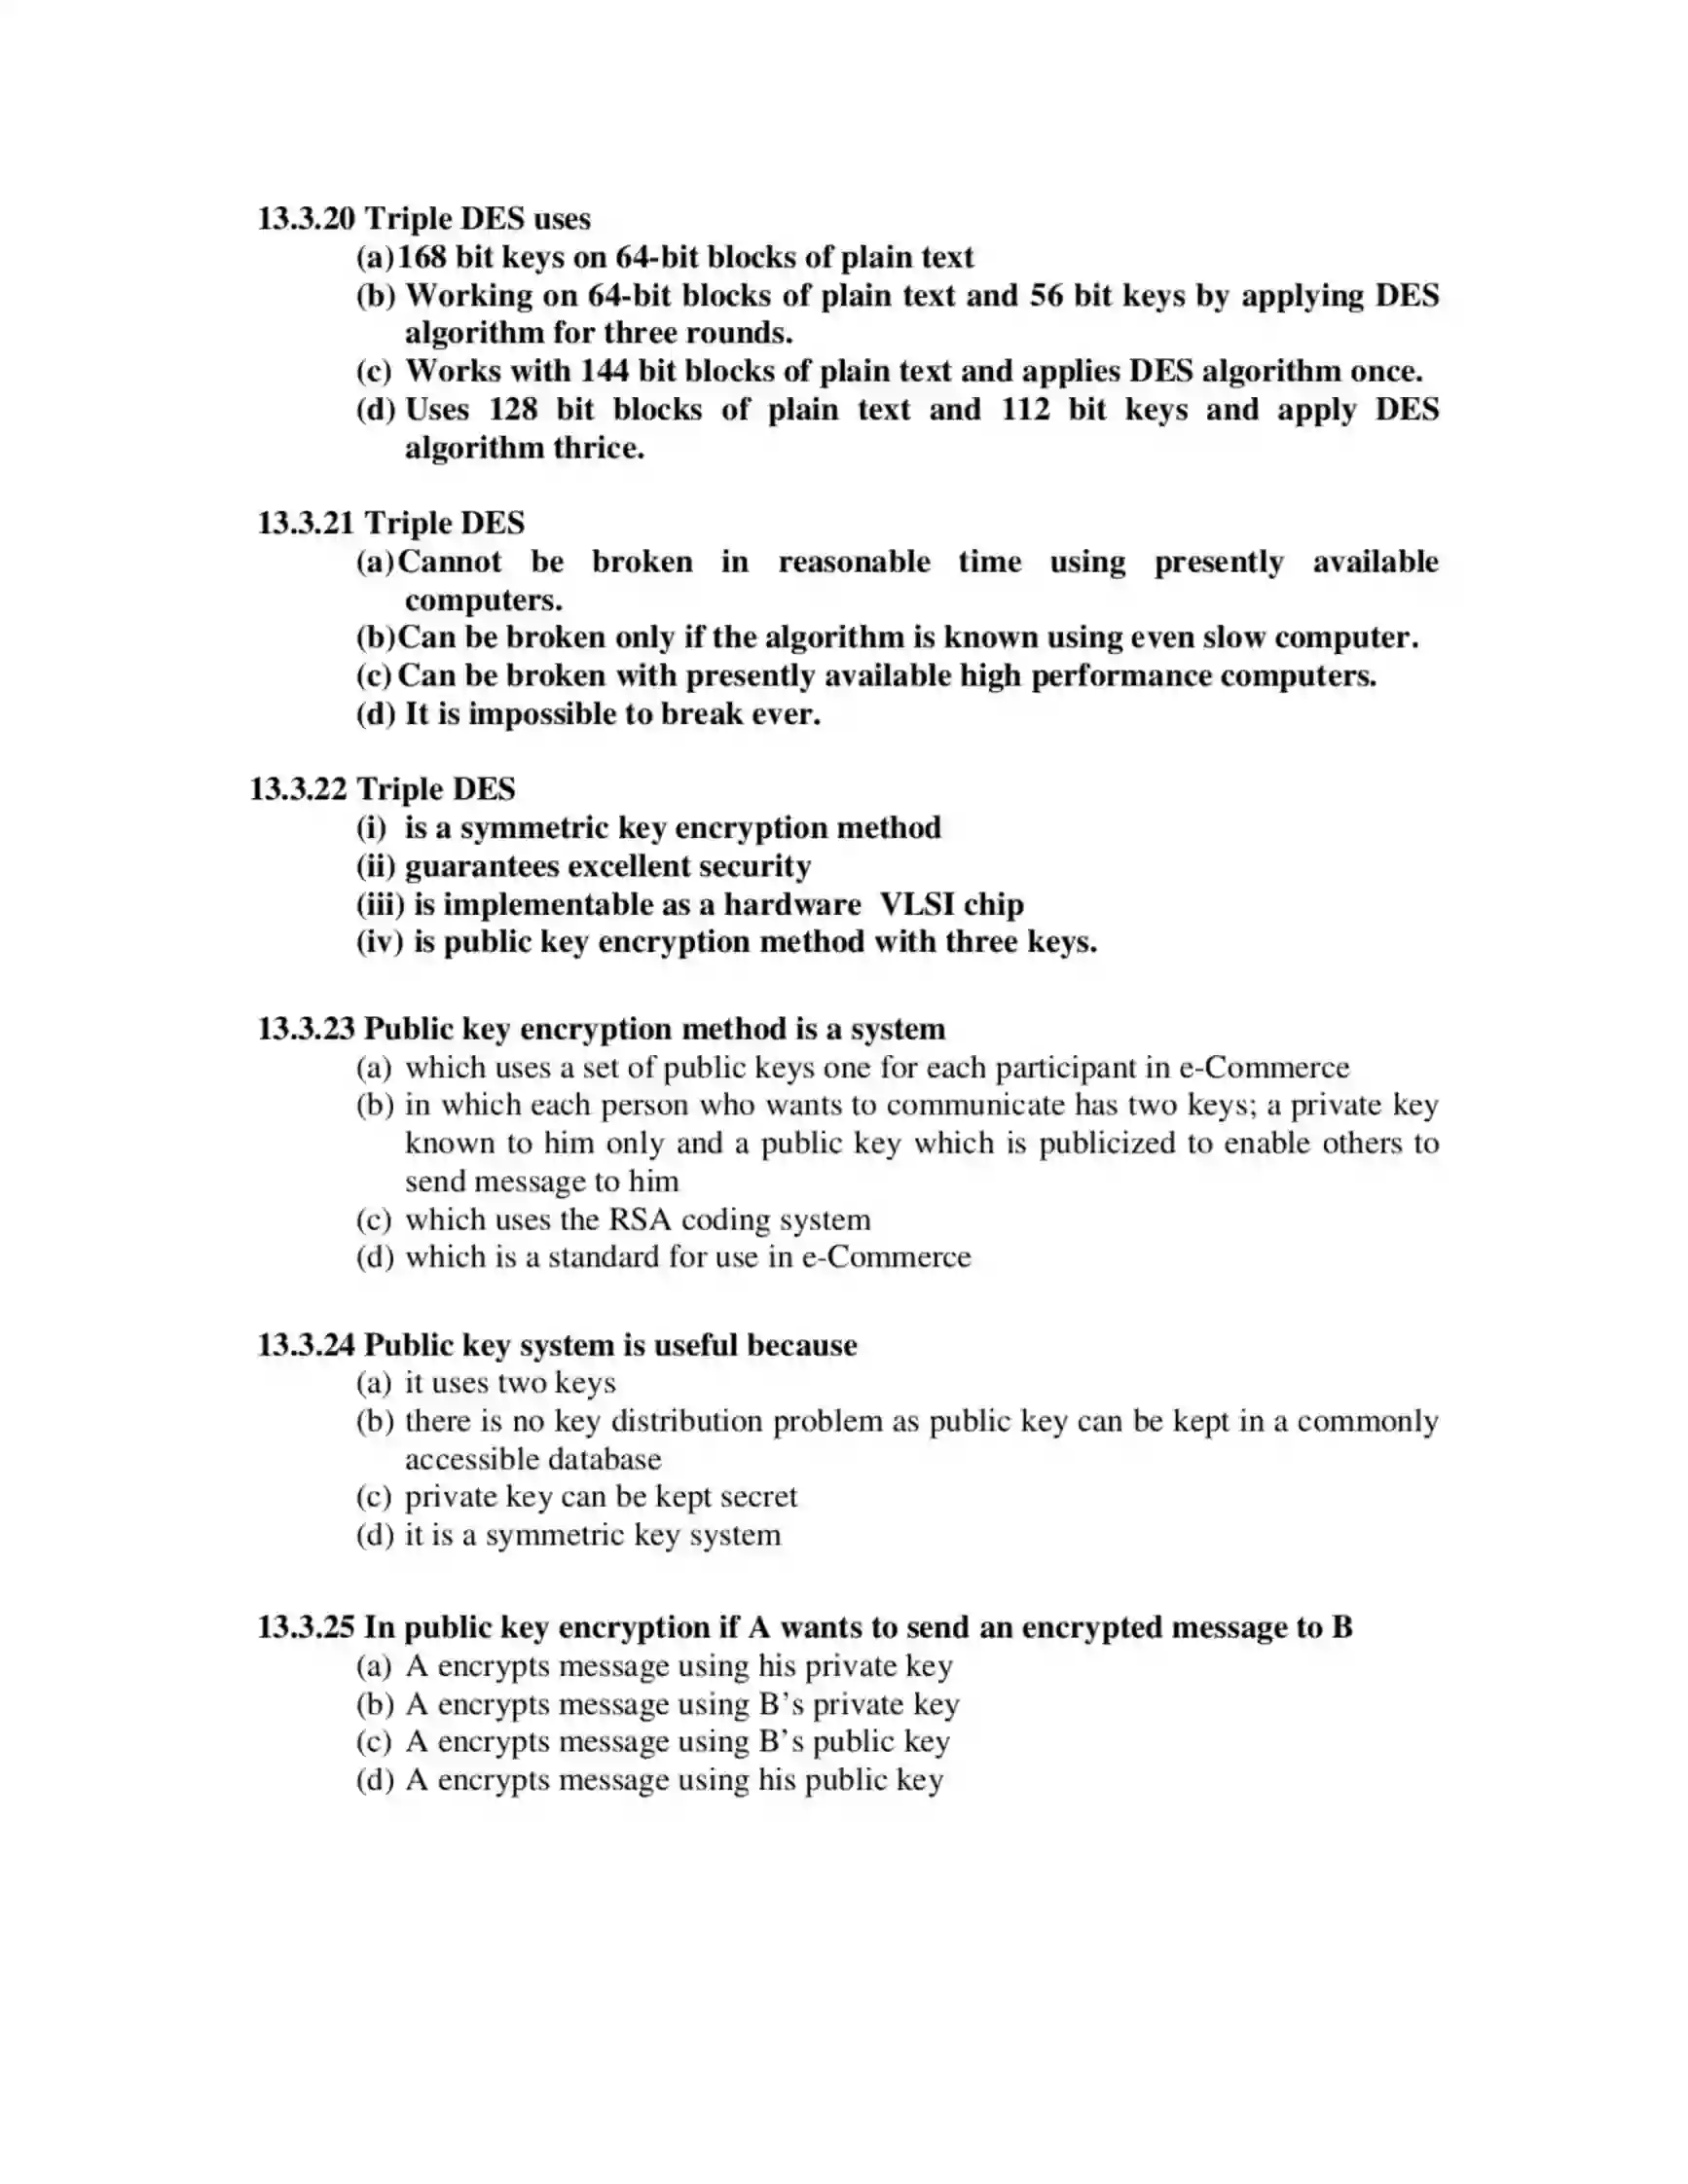 13.3.20 Triple DES uses
(a)168 bit keys on 64-bit blocks of plain text
(b) Working on 64-bit blocks of plain text and 56 bit keys by applying DES
algorithm for three rounds.
(c) Works with 144 bit blocks of plain text and applies DES algorithm once.
(d) Uses 128 bit blocks of plain text and 112 bit keys and apply DES
algorithm thrice.
13.3.21 Triple DES
(a)Cannot be broken in reasonable time using presently available
computers.
(b)Can be broken only if the algorithm is known using even slow computer.
(c) Can be broken with presently available high performance computers.
(d) It is impossible to break ever.
13.3.22 Triple DES
(i) is a symmetric key encryption method
(ii) guarantees excellent security
(iii) is implementable as a hardware VLSI chip
(iv) is public key encryption method with three keys.
13.3.23 Public key encryption method is a system
(a) which uses a set of public keys one for each participant in e-Commerce
(b) in which each person who wants to communicate has two keys; a private key
known to him only and a public key which is publicized to enable others to
send message to him
(c) which uses the RSA coding system
(d) which is a standard for use in e-Commerce
13.3.24 Public key system is useful because
(a) it uses two keys
(b) there is no key distribution problem as public key can be kept in a commonly
accessible database
(c) private key can be kept secret
(d) it is a symmetric key system
13.3.25 In public key encryption if A wants to send an encrypted message to B
(a) A encrypts message using his private key
(b) A encrypts message using B's private key
(c) A encrypts message using B's public key
(d) A encrypts message using his public key